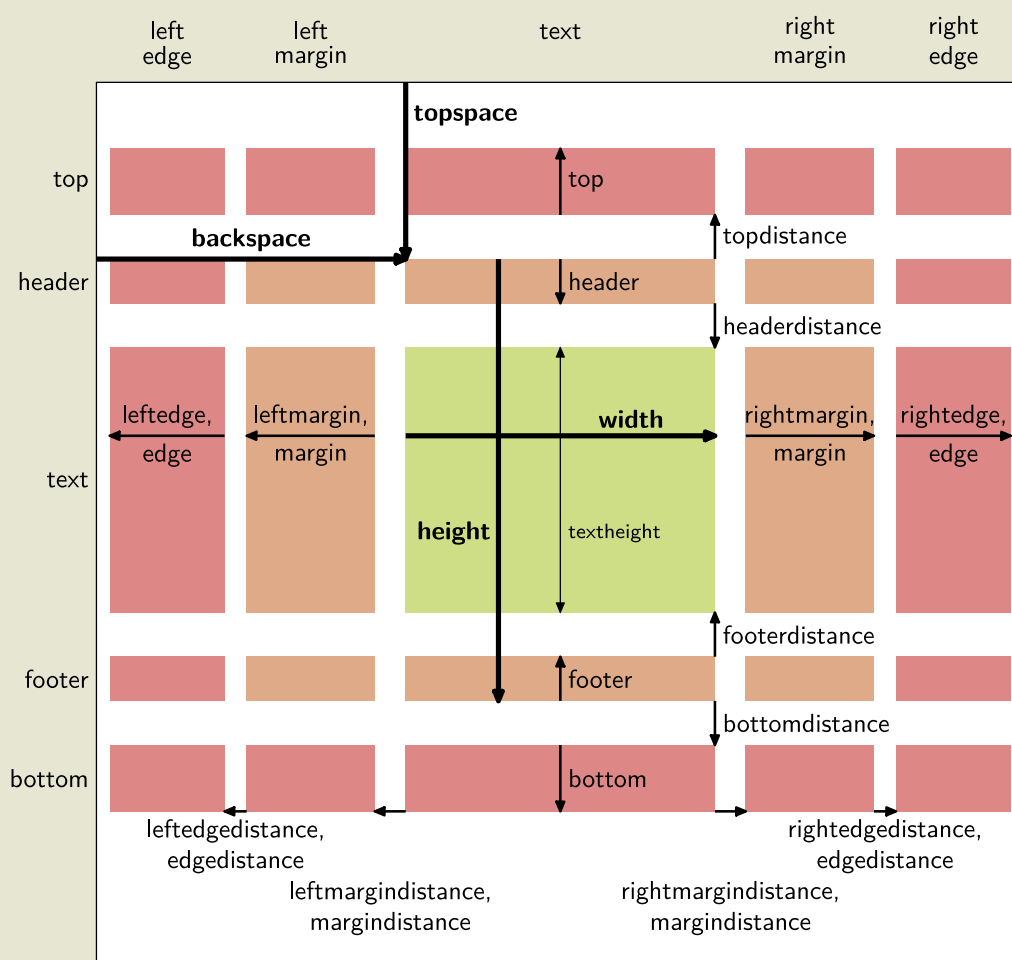 left
edge
left
margin
text
right
margin
right
edge
topspace
top
top
topdistance
backspace
header
header
headerdistance
leftedge,
edge
leftmargin,
margin
width
rightmargin,
margin
rightedge,
edge
text
height
textheight
footerdistance
footer
footer
bottomdistance
bottom
bottom
leftedgedistance,
edgedistance
rightedgedistance,
edgedistance
leftmargindistance,
margindistance
rightmargindistance,
margindistance